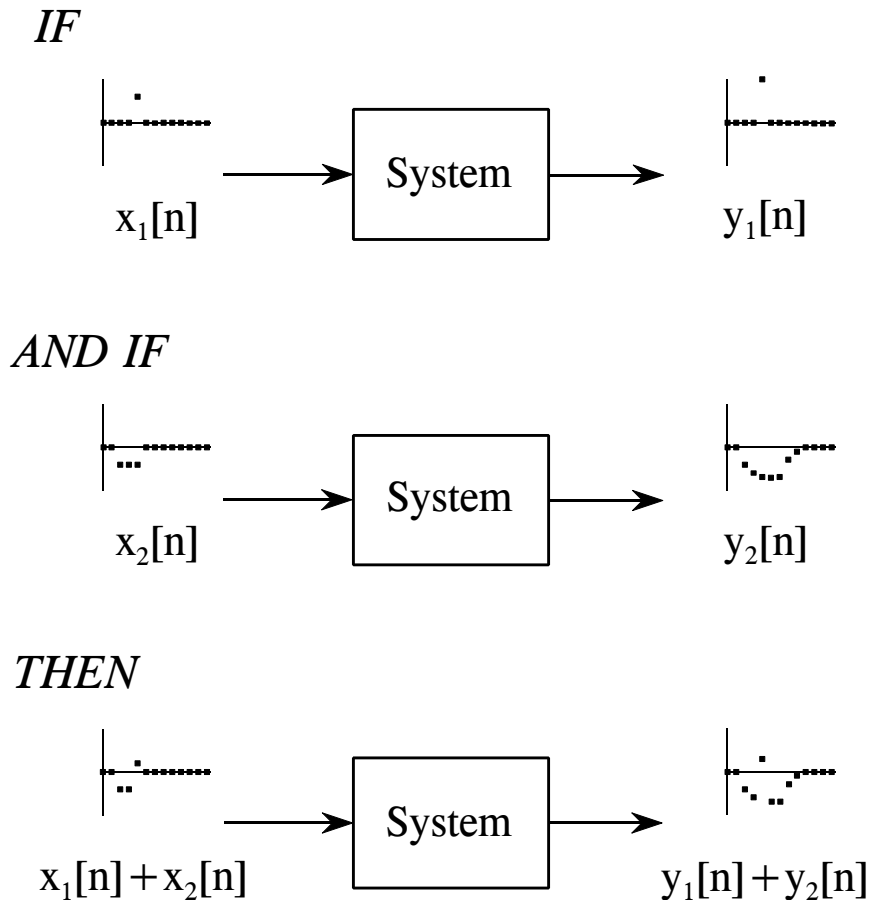 IF
System
x₁[n]
y₁[n]
AND IF
System
x₂[n]
y₂[n]
THEN
System
x₁[n]+x₂[n]
y₁[n]+y₂[n]